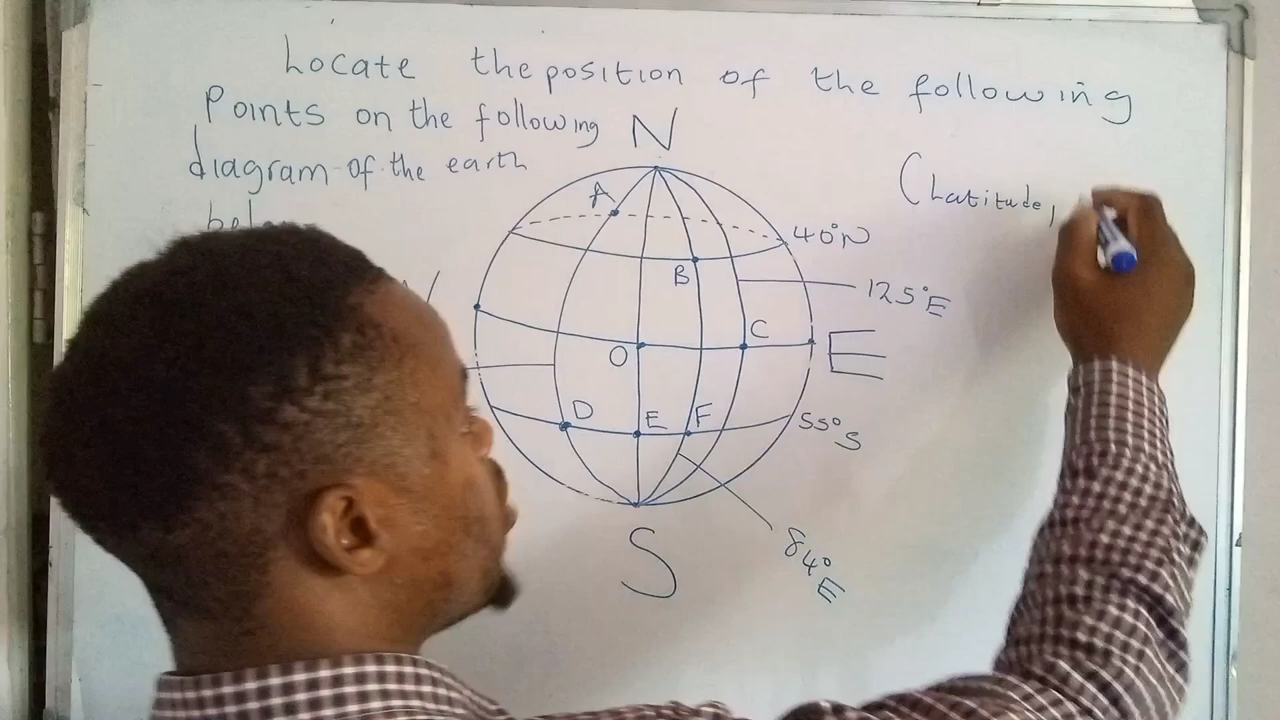 Locate the position of the following
Points on the following
diagram of the earth
N
(Latitude,
A
40°N
B
125°E
C
O
E
D
E
F
55°S
84°E
S